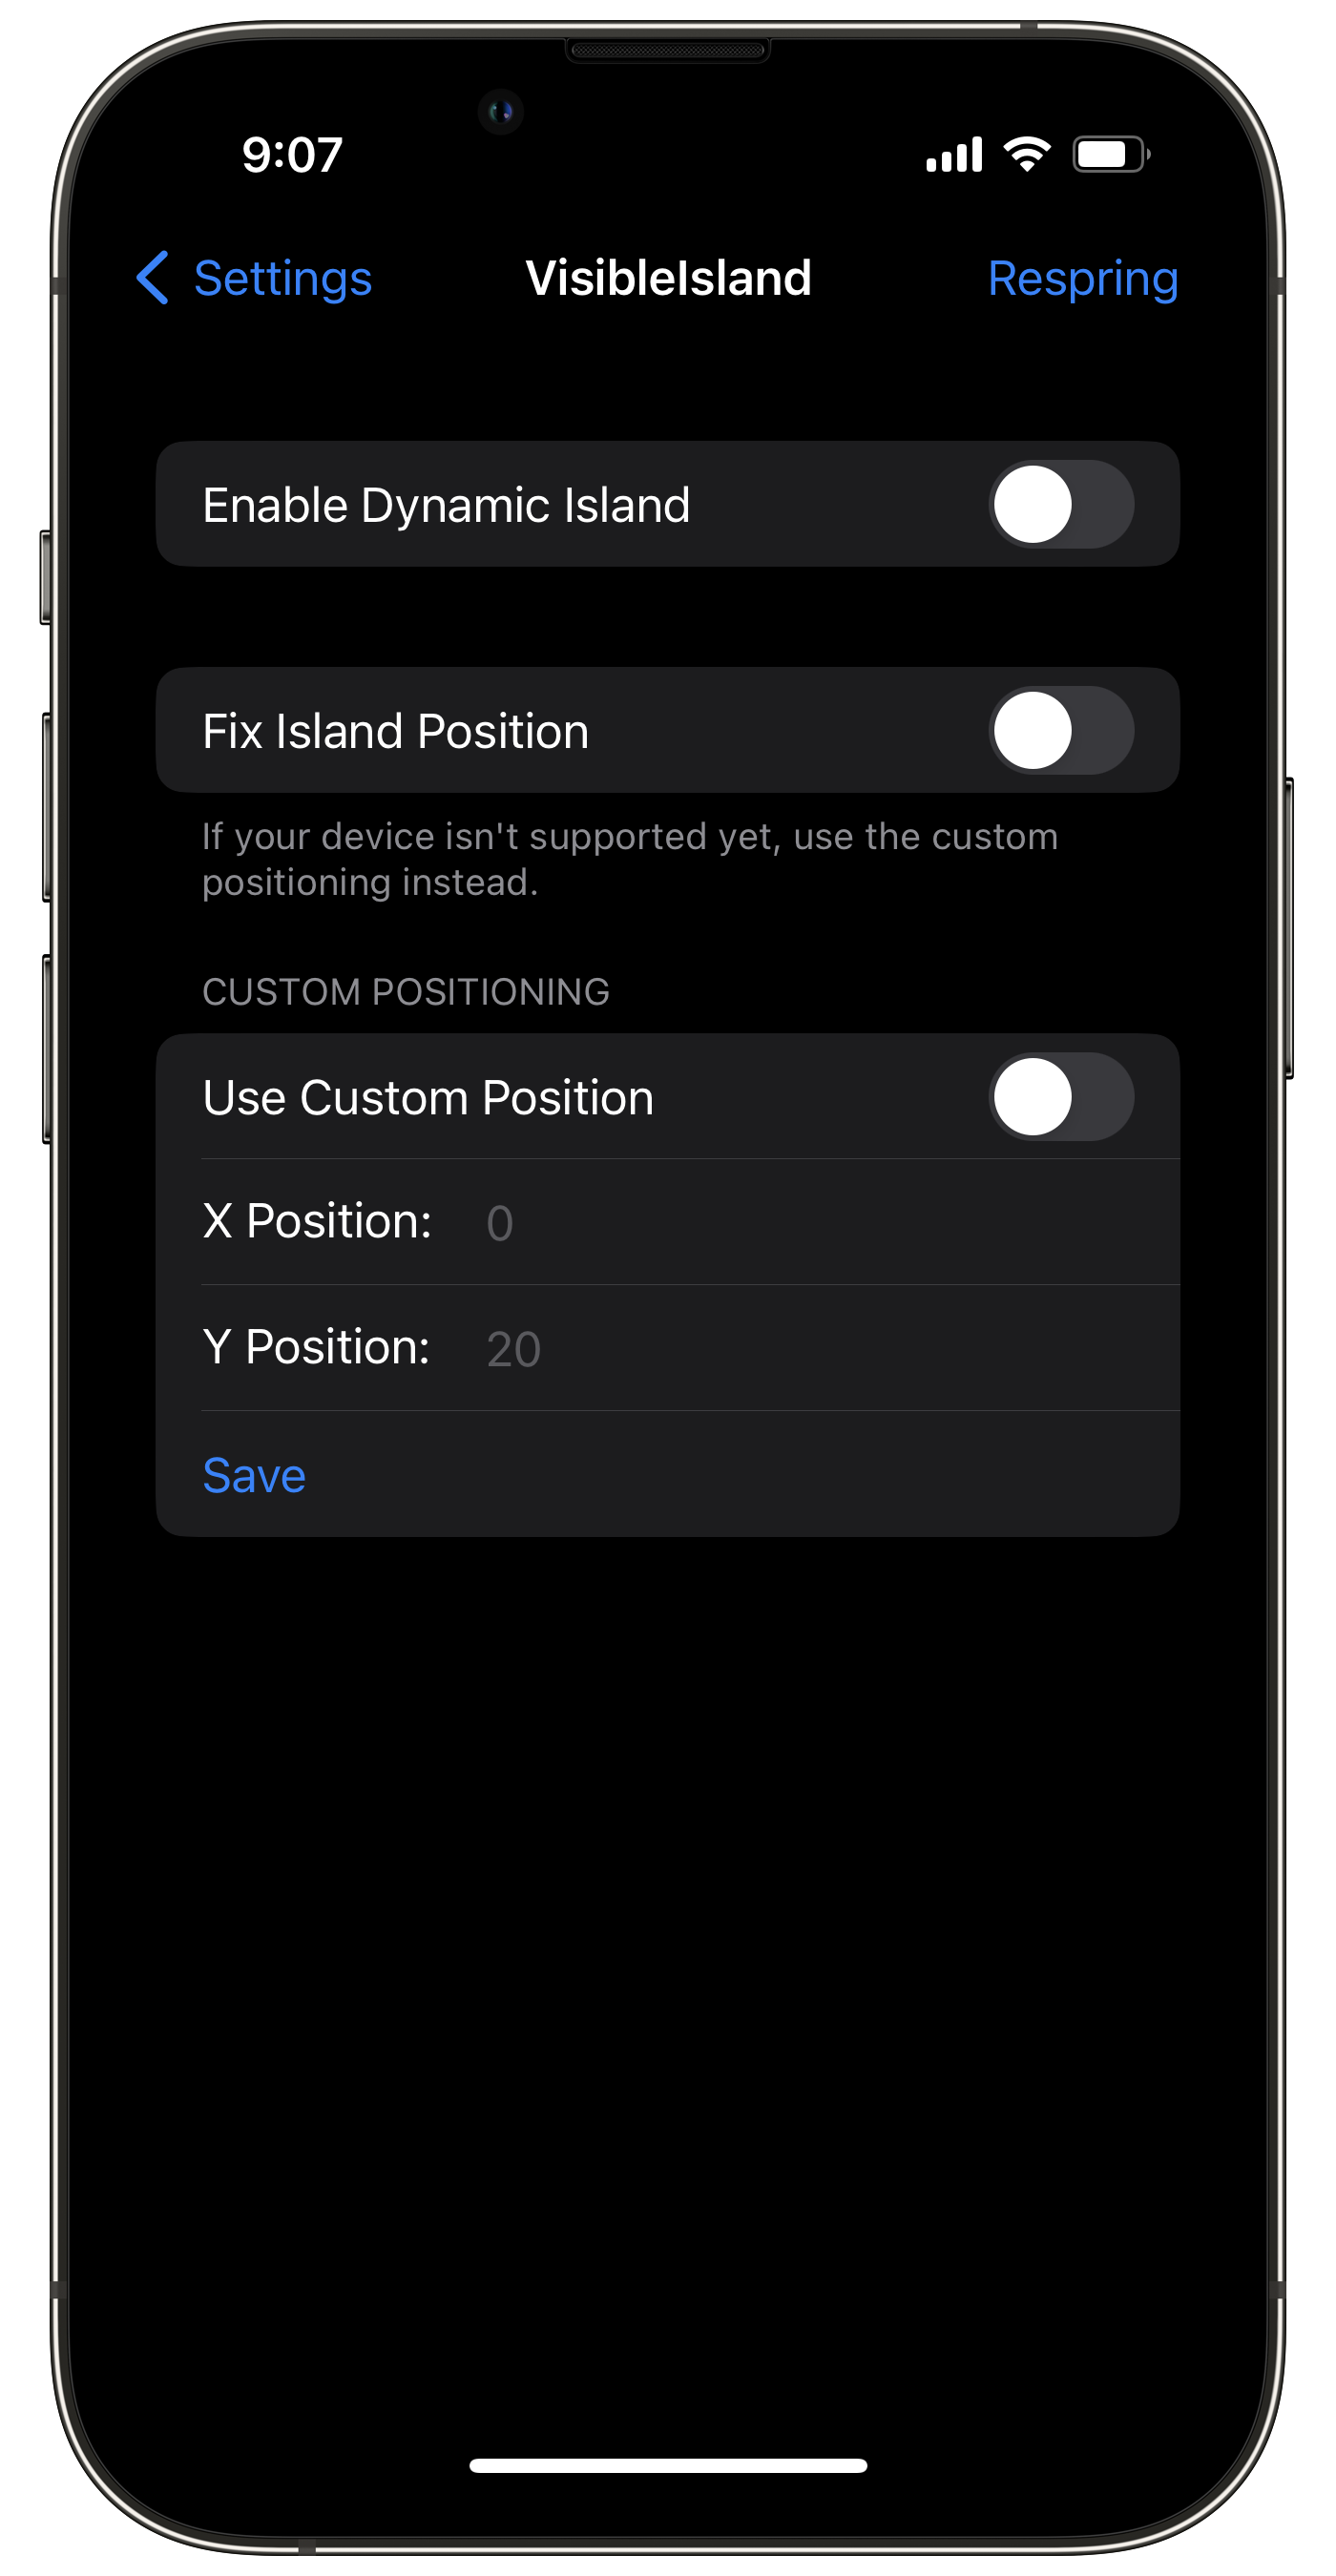 9:07
Settings
VisibleIsland
Respring
Enable Dynamic Island
Fix Island Position
If your device isn't supported yet, use the custom
positioning instead.
CUSTOM POSITIONING
Use Custom Position
X Position: 0
Y Position: 20
Save